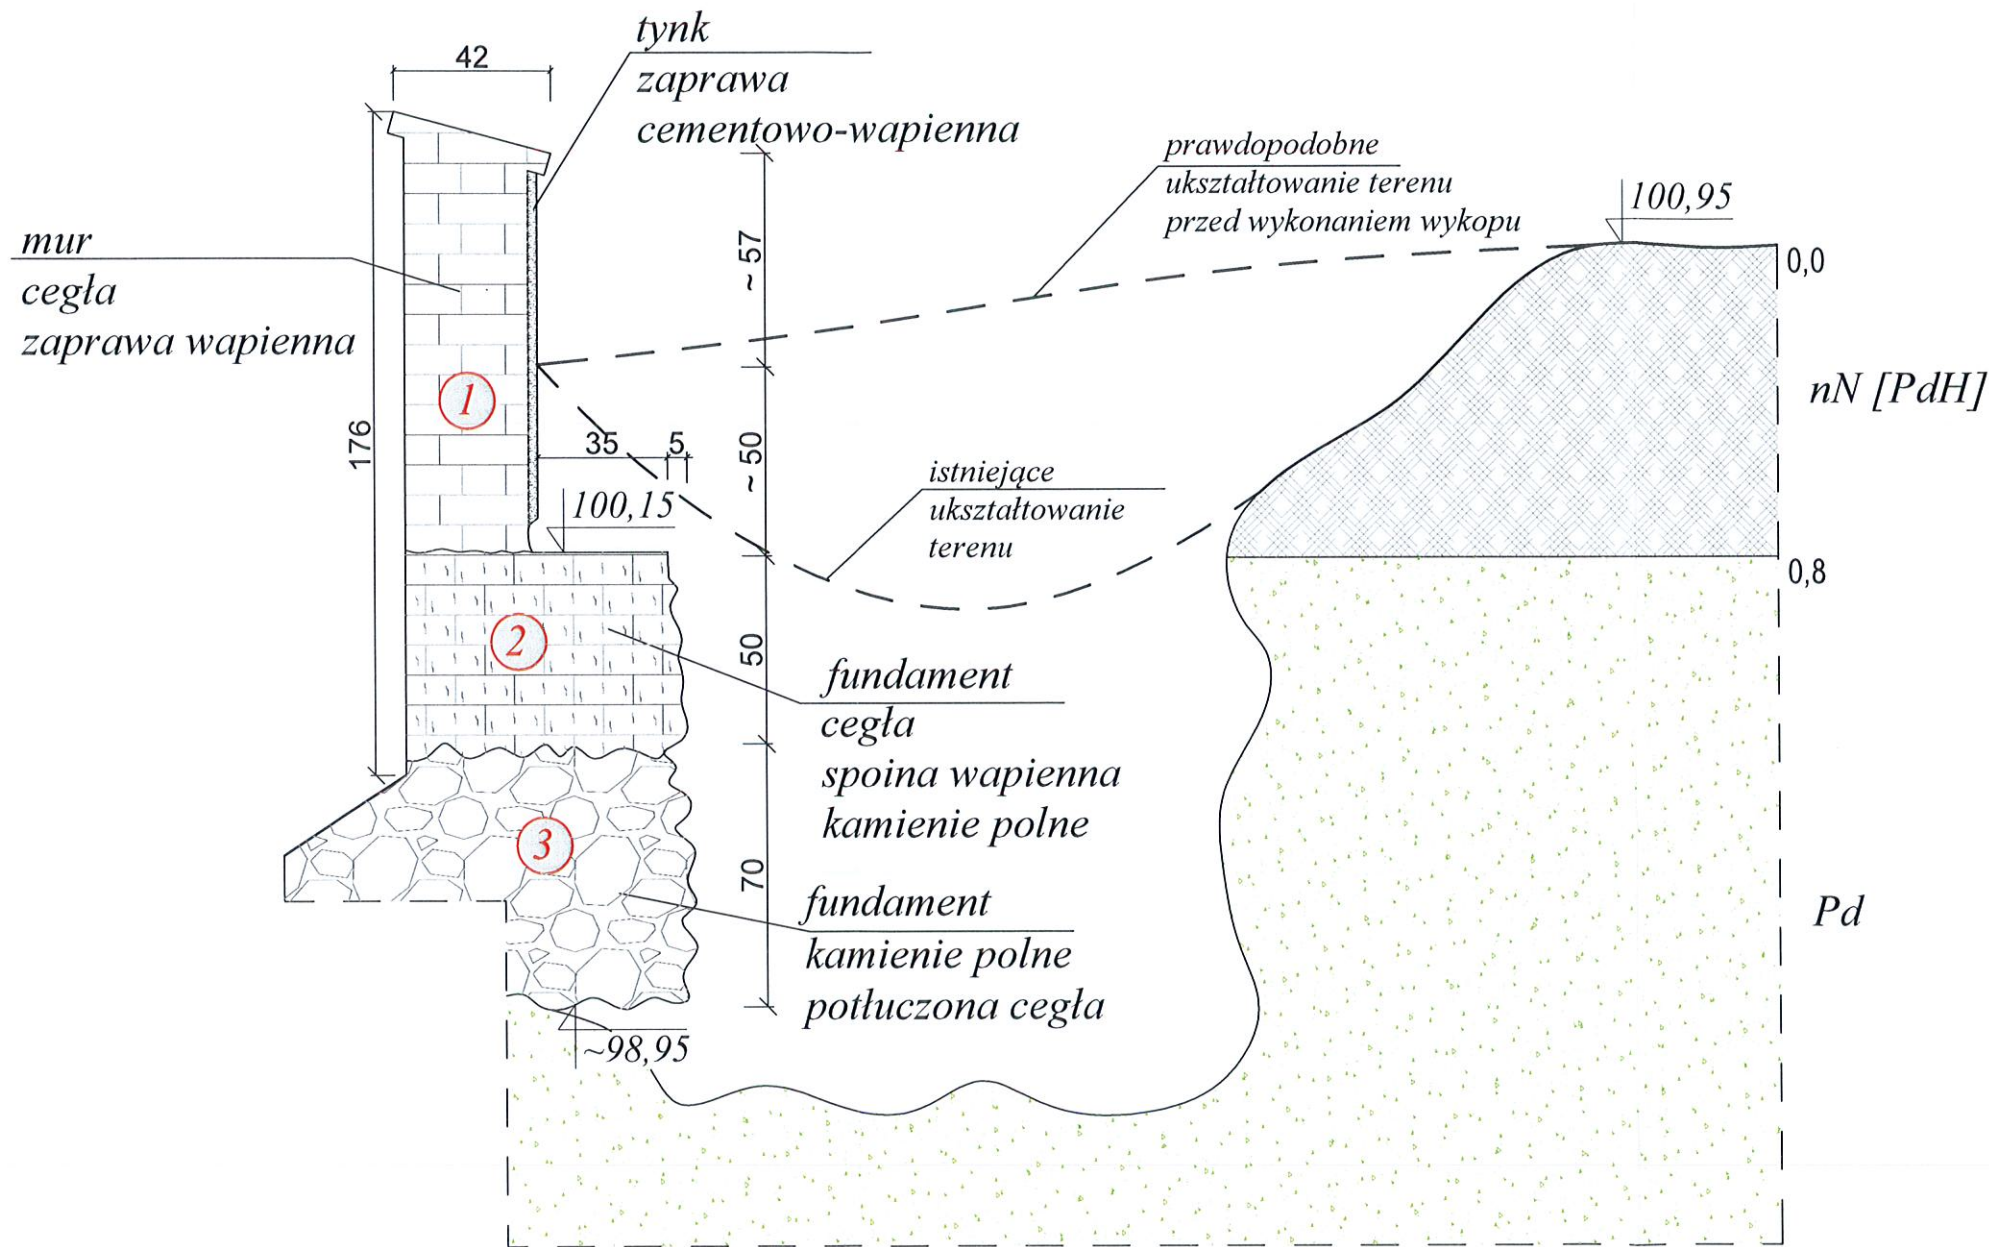 tynk
zaprawa
cementowo-wapienna
42
prawdopodobne
ukształtowanie terenu
przed wykonaniem wykopu
100,95
mur
cegła
zaprawa wapienna
~ 57
0,0
nN [PdH]
1
176
35
5
~ 50
100,15
istniejące
ukształtowanie
terenu
0,8
2
50
fundament
cegła
spoina wapienna
kamienie polne
3
70
fundament
kamienie polne
potłuczona cegła
Pd
~98,95